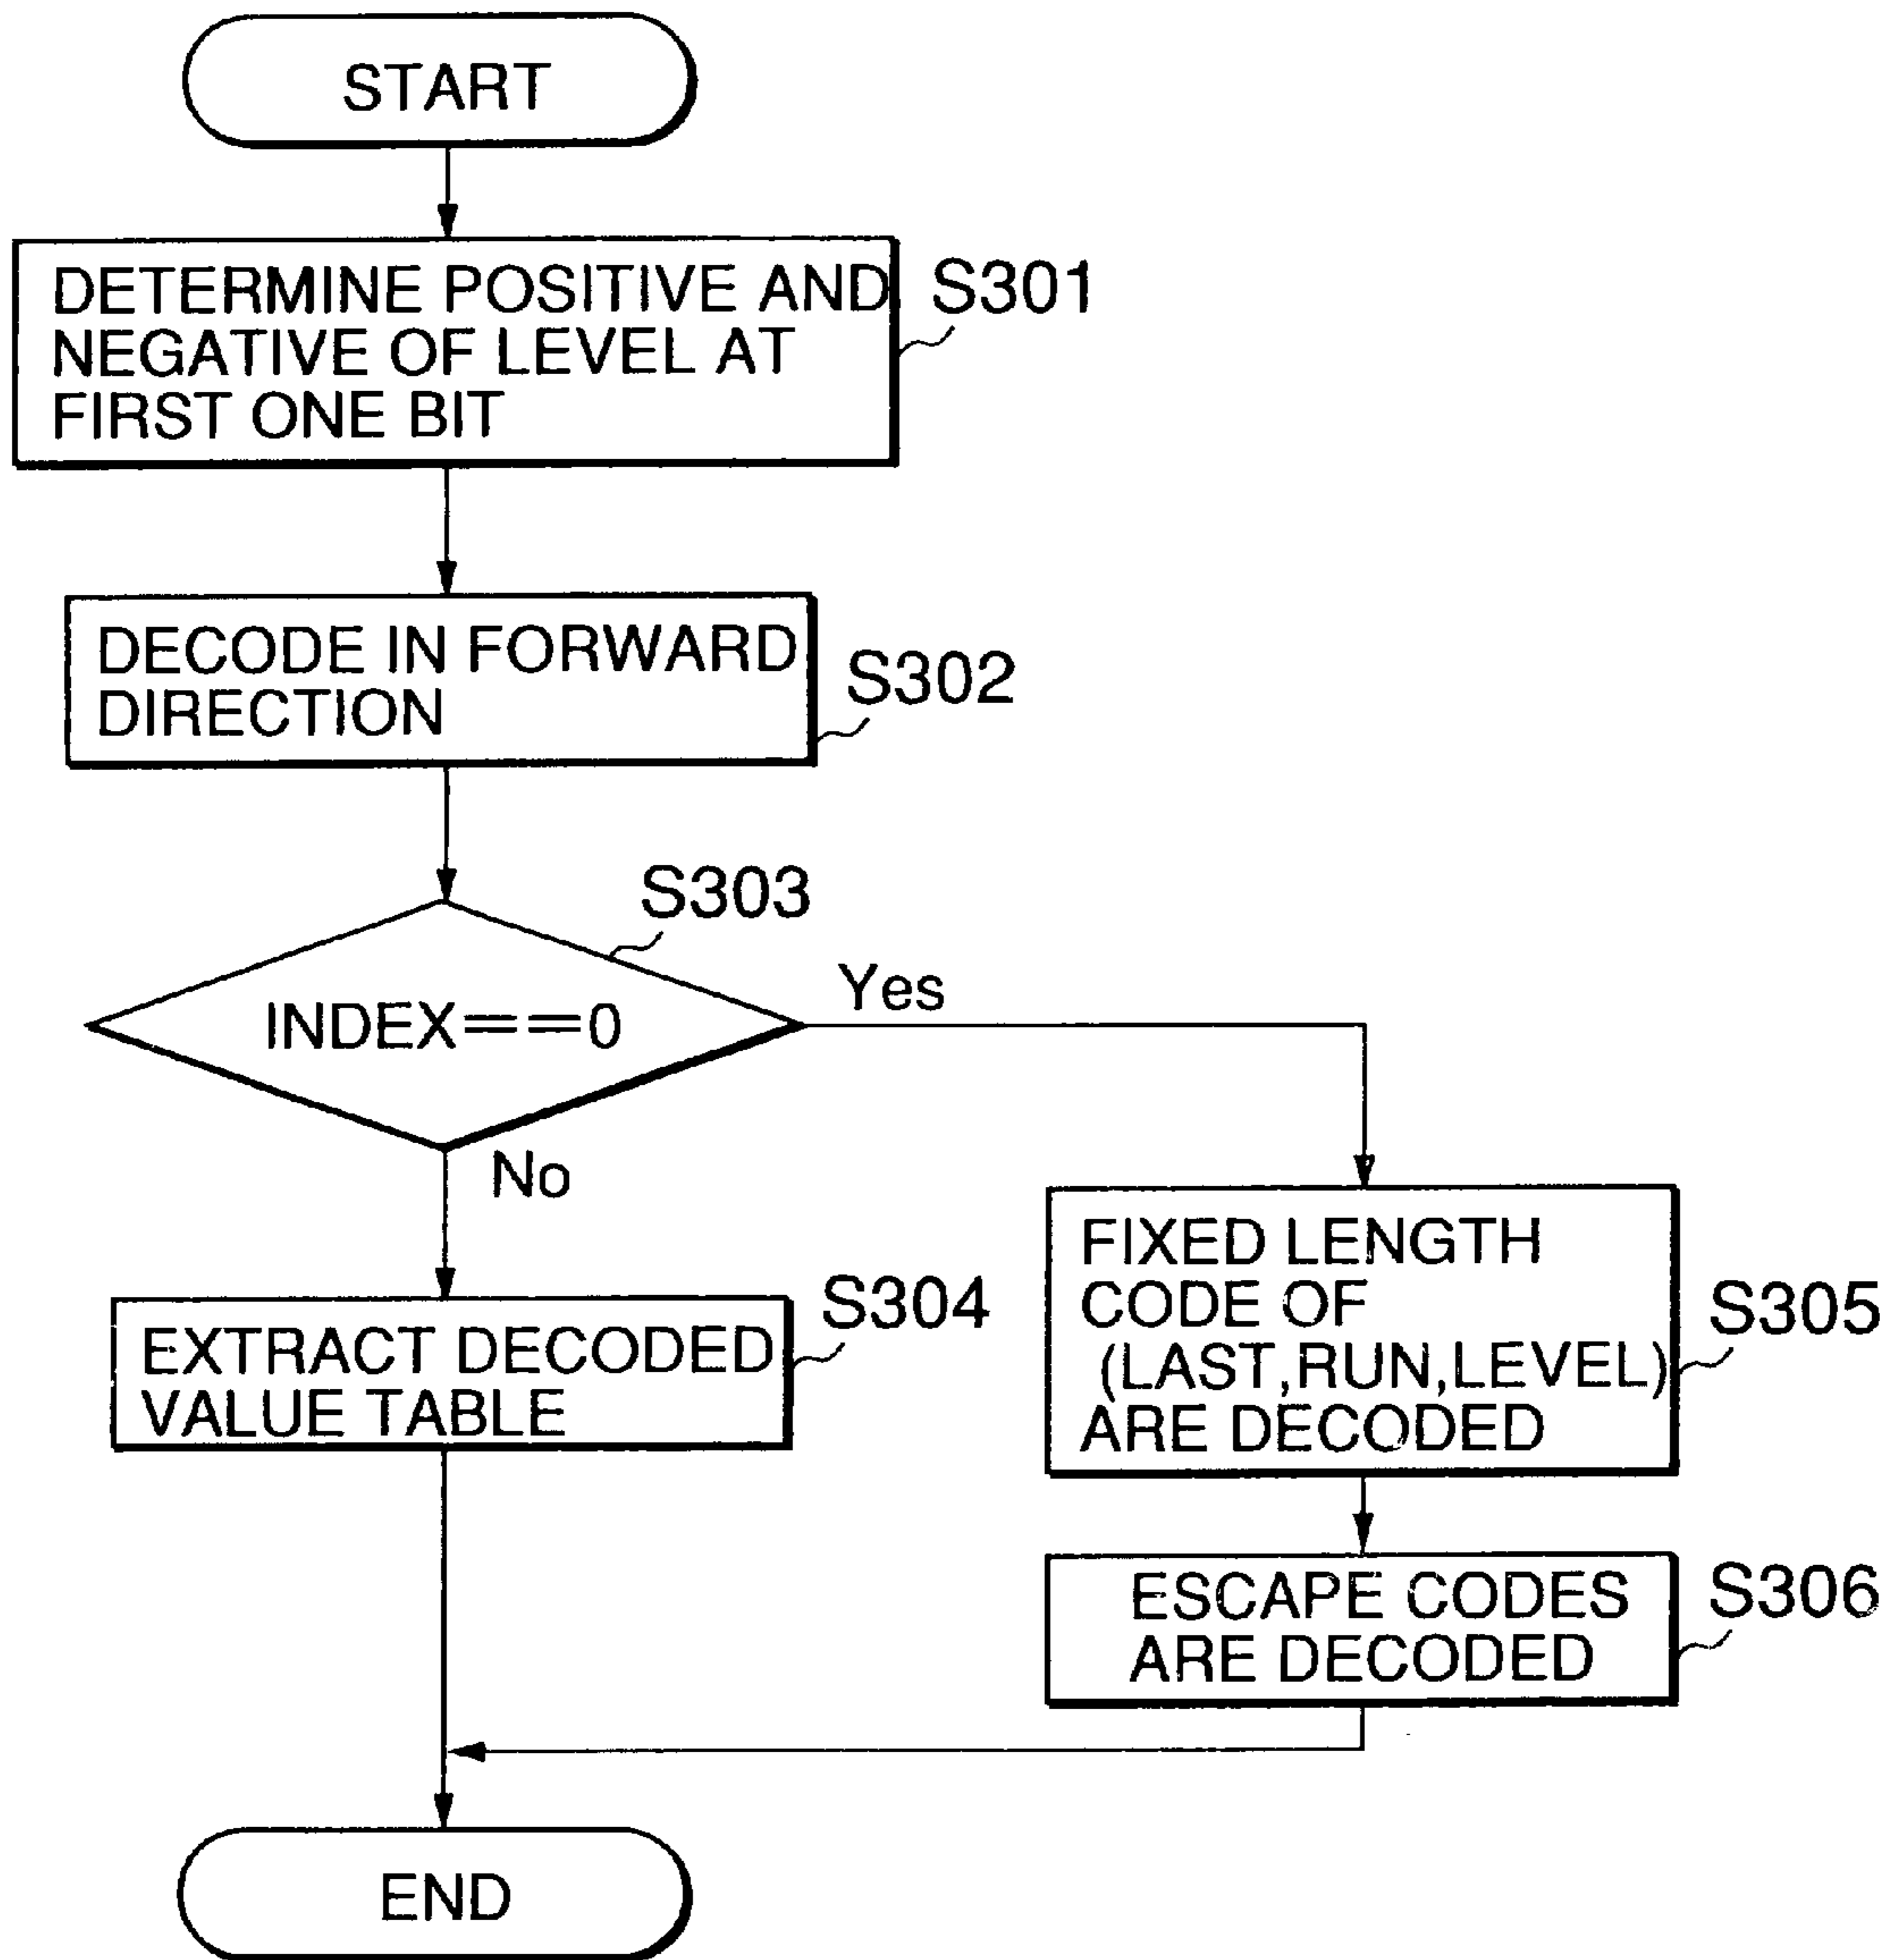 START
DETERMINE POSITIVE AND
NEGATIVE OF LEVEL AT
FIRST ONE BIT
S301
DECODE IN FORWARD
DIRECTION
S302
S303
INDEX==0
Yes
No
EXTRACT DECODED
VALUE TABLE
S304
FIXED LENGTH
CODE OF
(LAST,RUN,LEVEL)
ARE DECODED
S305
ESCAPE CODES
ARE DECODED
S306
END